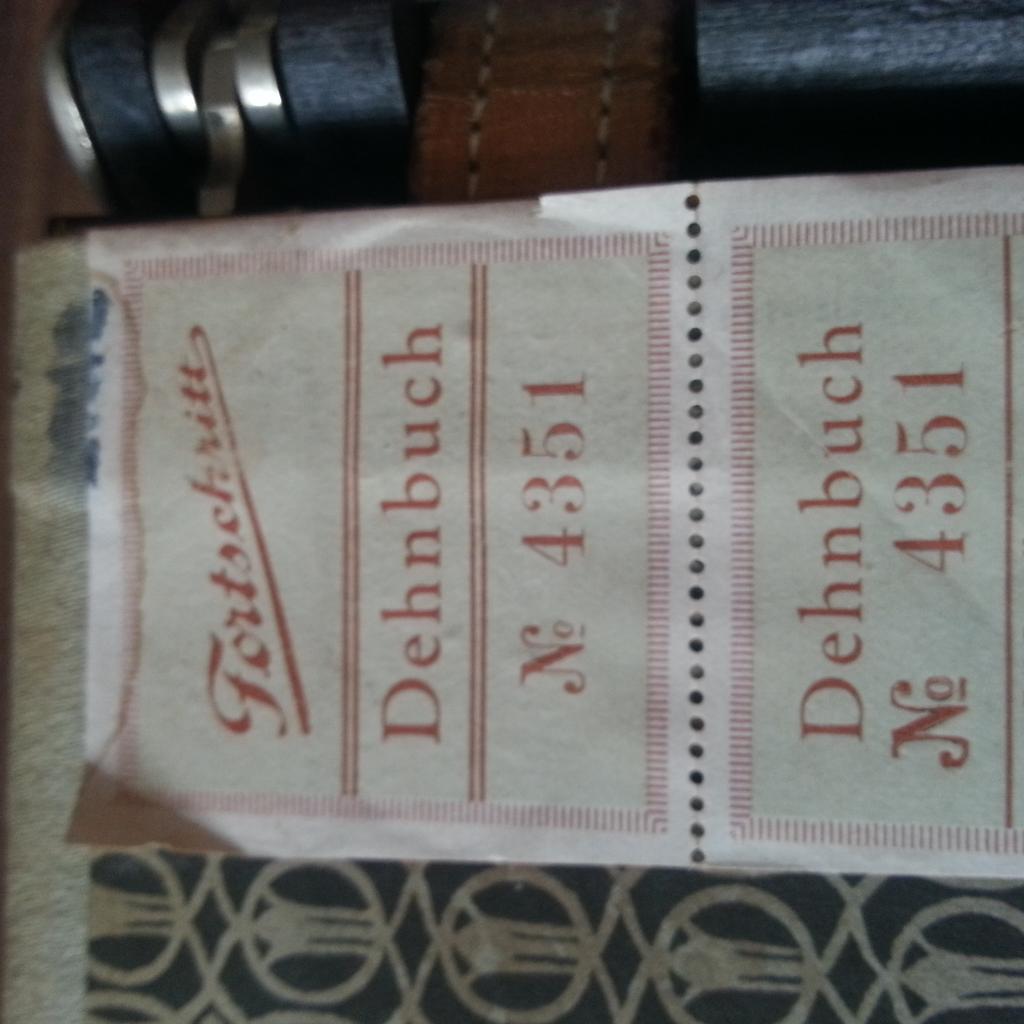 Fortschritt
Dehnbuch
№ 4351
Dehnbuch
№ 4351